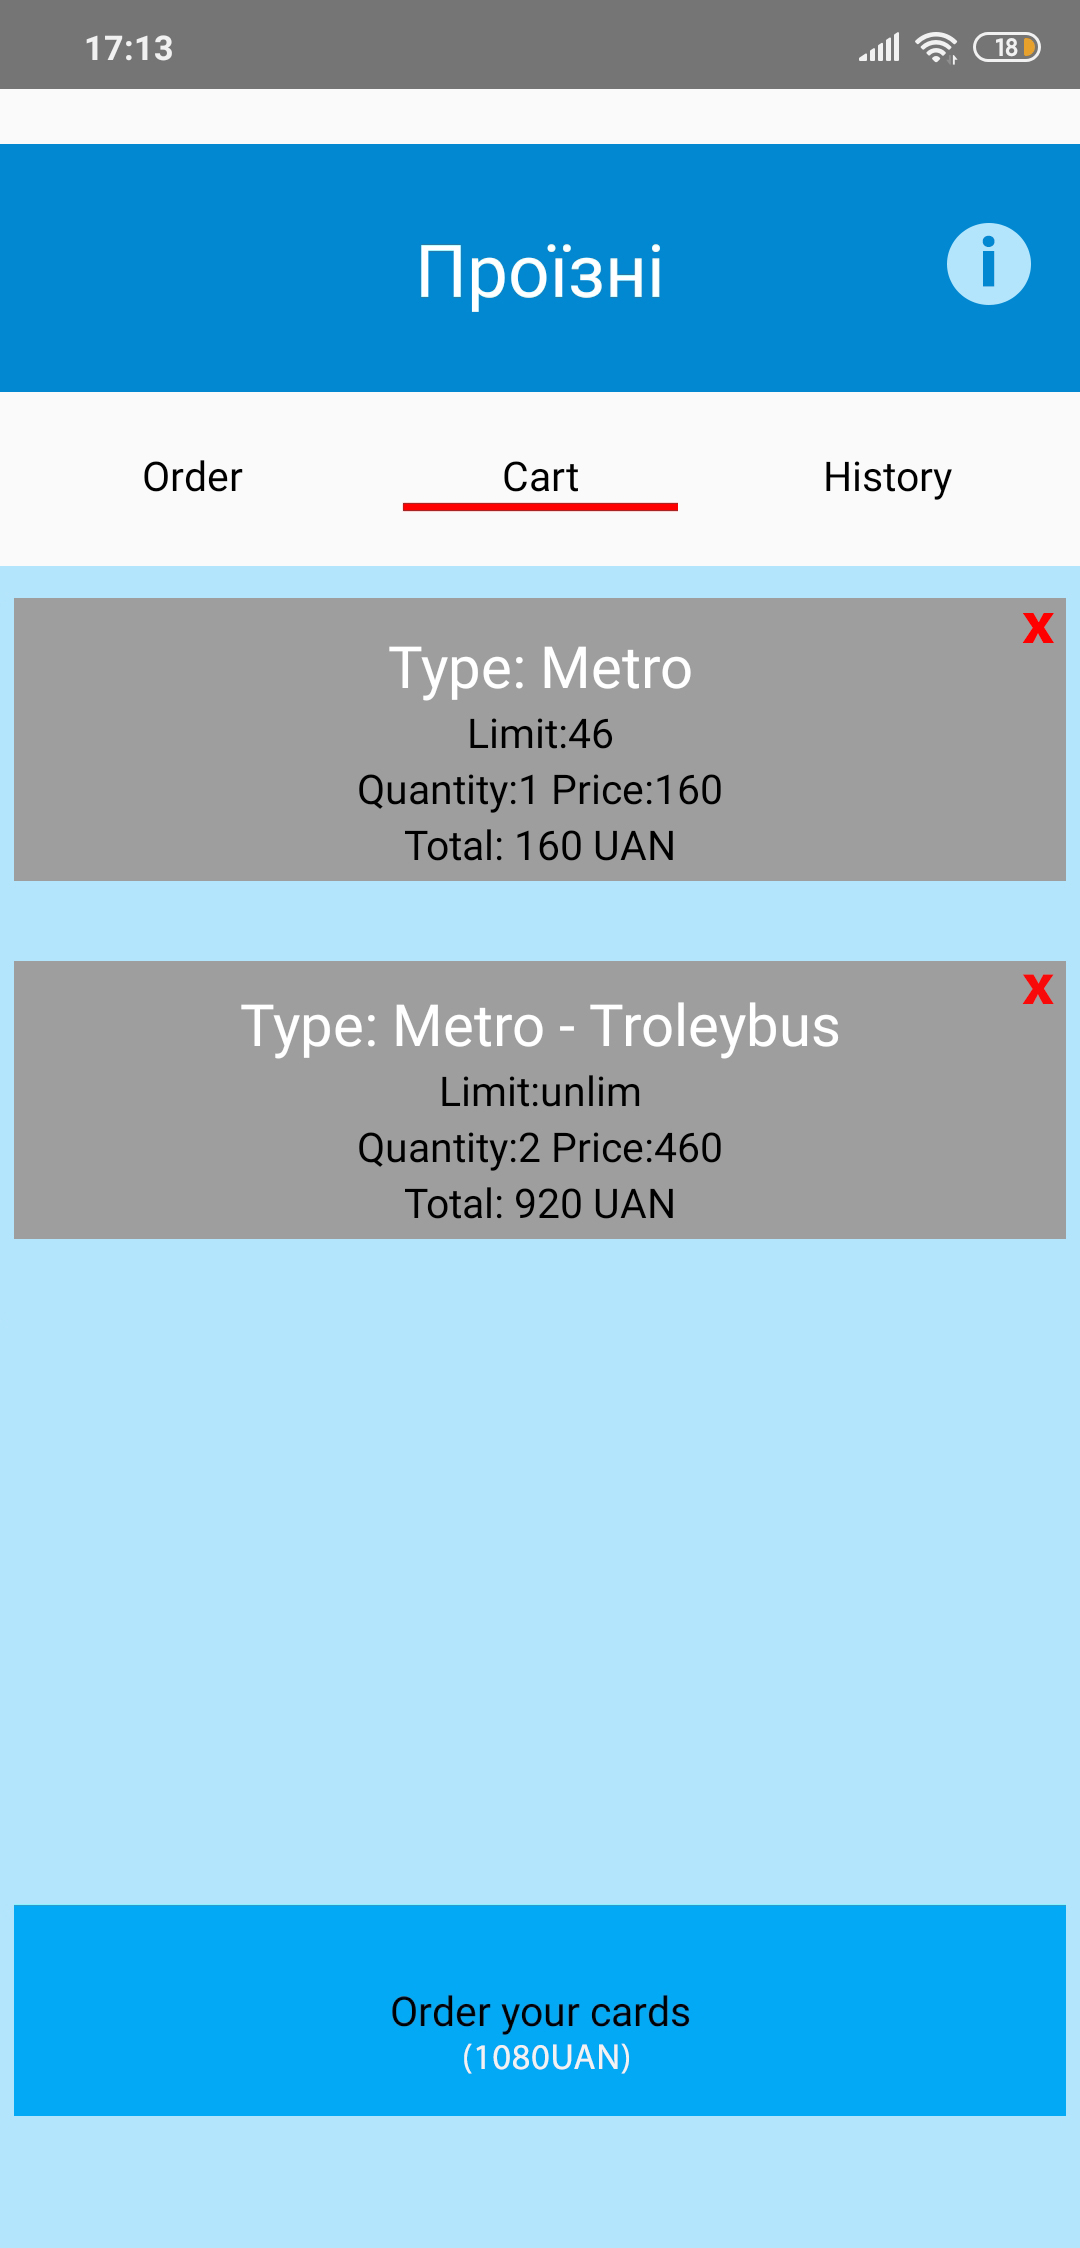 17:13
18
Проїзні
i
Order
Cart
History
X
Type: Metro
Limit:46
Quantity:1 Price:160
Total: 160 UAN
X
Type: Metro - Troleybus
Limit:unlim
Quantity:2 Price:460
Total: 920 UAN
Order your cards
(1080UAN)